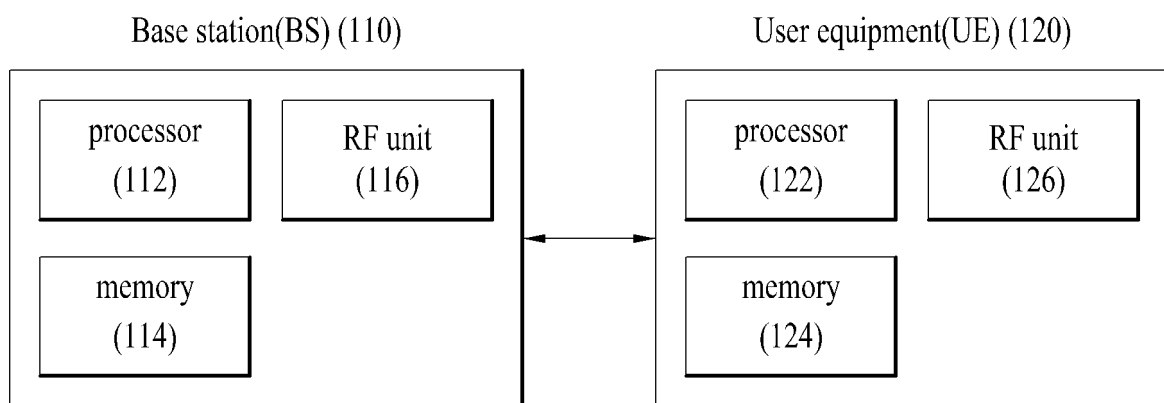 Base station(BS) (110)
processor
(112)
RF unit
(116)
memory
(114)
User equipment(UE) (120)
processor
(122)
RF unit
(126)
memory
(124)